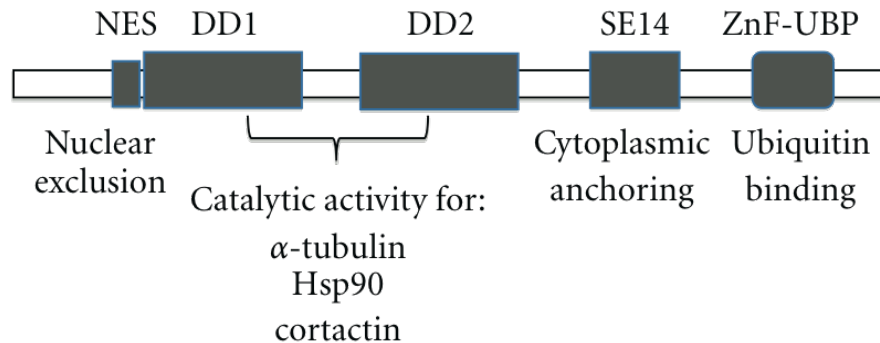 NES DD1 DD2 SE14 ZnF-UBP
Nuclear
exclusion
Catalytic activity for:
α-tubulin
Hsp90
cortactin
Cytoplasmic
anchoring
Ubiquitin
binding